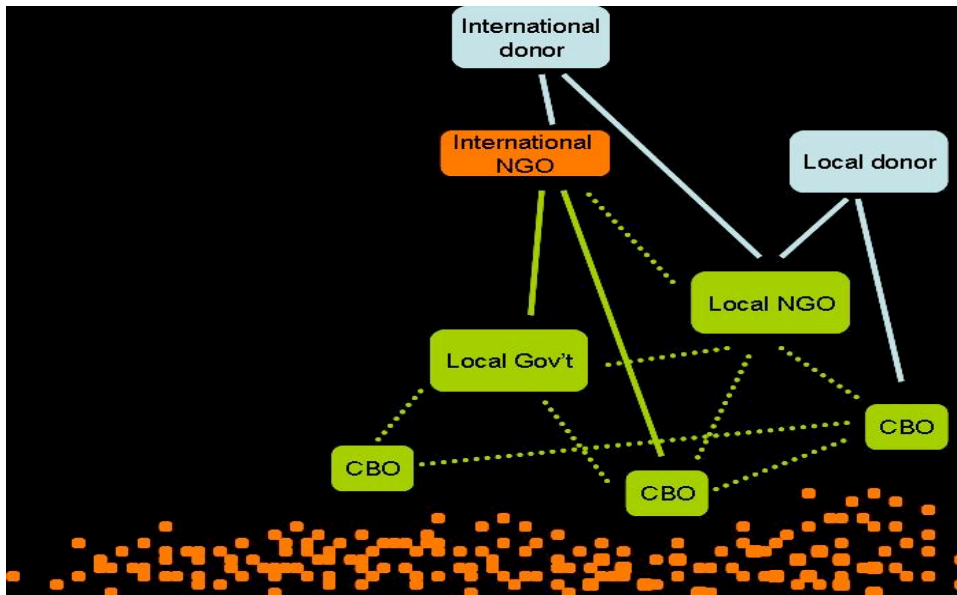 International
donor
International
NGO
Local donor
Local NGO
Local Gov't
CBO
CBO
CBO